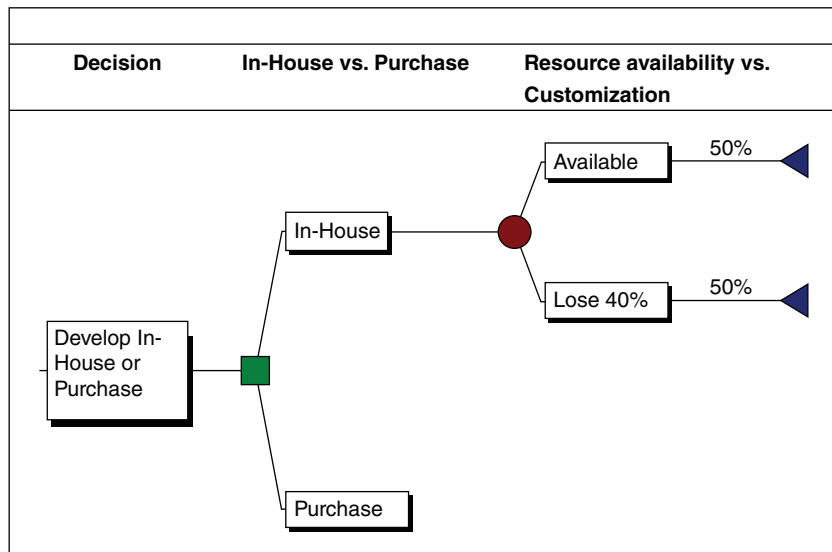 Decision
In-House vs. Purchase
Resource availability vs.
Customization
Available
50%
In-House
Lose 40%
50%
Develop In-
House or
Purchase
Purchase